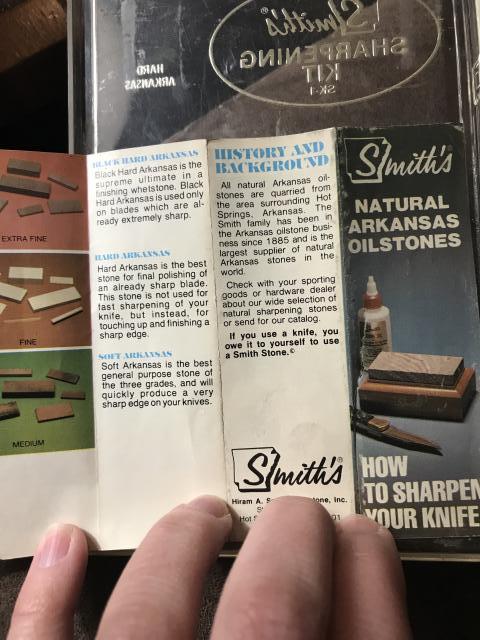 Smith's
SHARPENING
KIT
SK-1
HARD
ARKANSAS
EXTRA FINE
FINE
MEDIUM
BLACK HARD ARKANSAS
Black Hard Arkansas is the
supreme ultimate in a
finishing whetstone. Black
Hard Arkansas is used only
on blades which are al-
ready extremely sharp.
HARD ARKANSAS
Hard Arkansas is the best
stone for final polishing of
an already sharp blade.
This stone is not used for
fast sharpening of your
knife, but instead, for
touching up and finishing a
sharp edge.
SOFT ARKANSAS
Soft Arkansas is the best
general purpose stone of
the three grades, and will
quickly produce a very
sharp edge on your knives.
HISTORY AND
BACKGROUND
All natural Arkansas oil-
stones are quarried from
the area surrounding Hot
Springs, Arkansas. The
Smith family has been in
the Arkansas oilstone busi-
ness since 1885 and is the
largest supplier of natural
Arkansas stones in the
world.
Check with your sporting
goods or hardware dealer
about our wide selection of
natural sharpening stones
or send for our catalog.
If you use a knife, you
owe it to yourself to use
a Smith Stone.©
Smith's
Hiram A.
Hot
Smith's
NATURAL
ARKANSAS
OILSTONES
HOW
TO SHARPEN
YOUR KNIFE